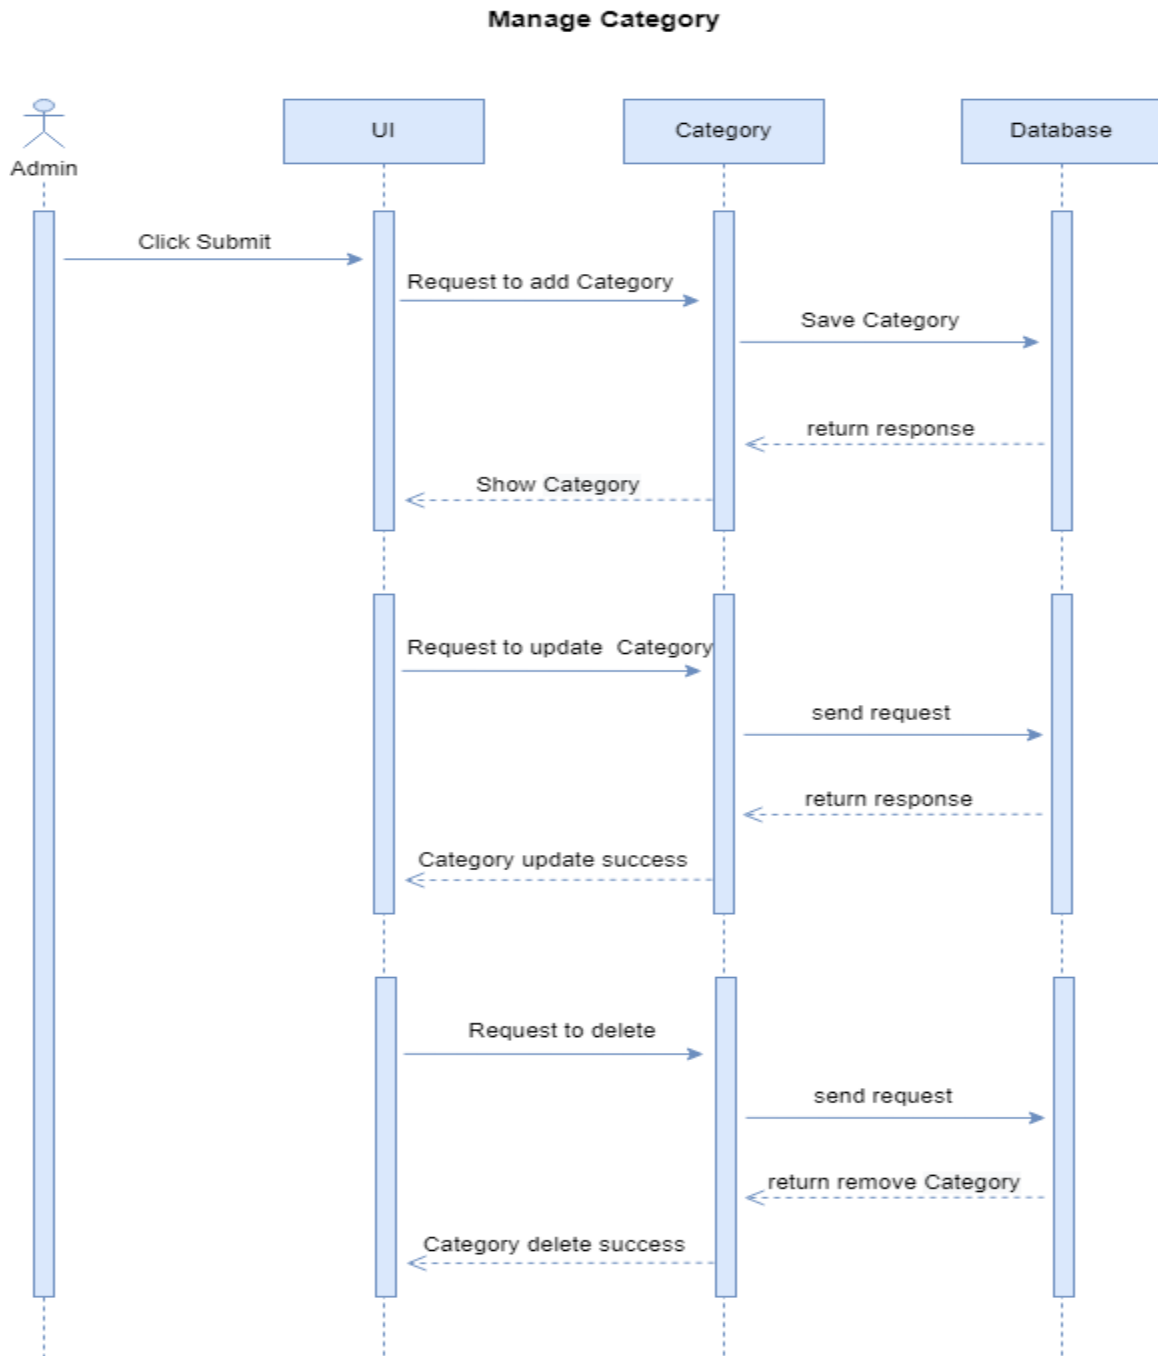 Manage Category
Admin
UI
Category
Database
Click Submit
Request to add Category
Save Category
return response
Show Category
Request to update  Category
send request
return response
Category update success
Request to delete
send request
return remove Category
Category delete success